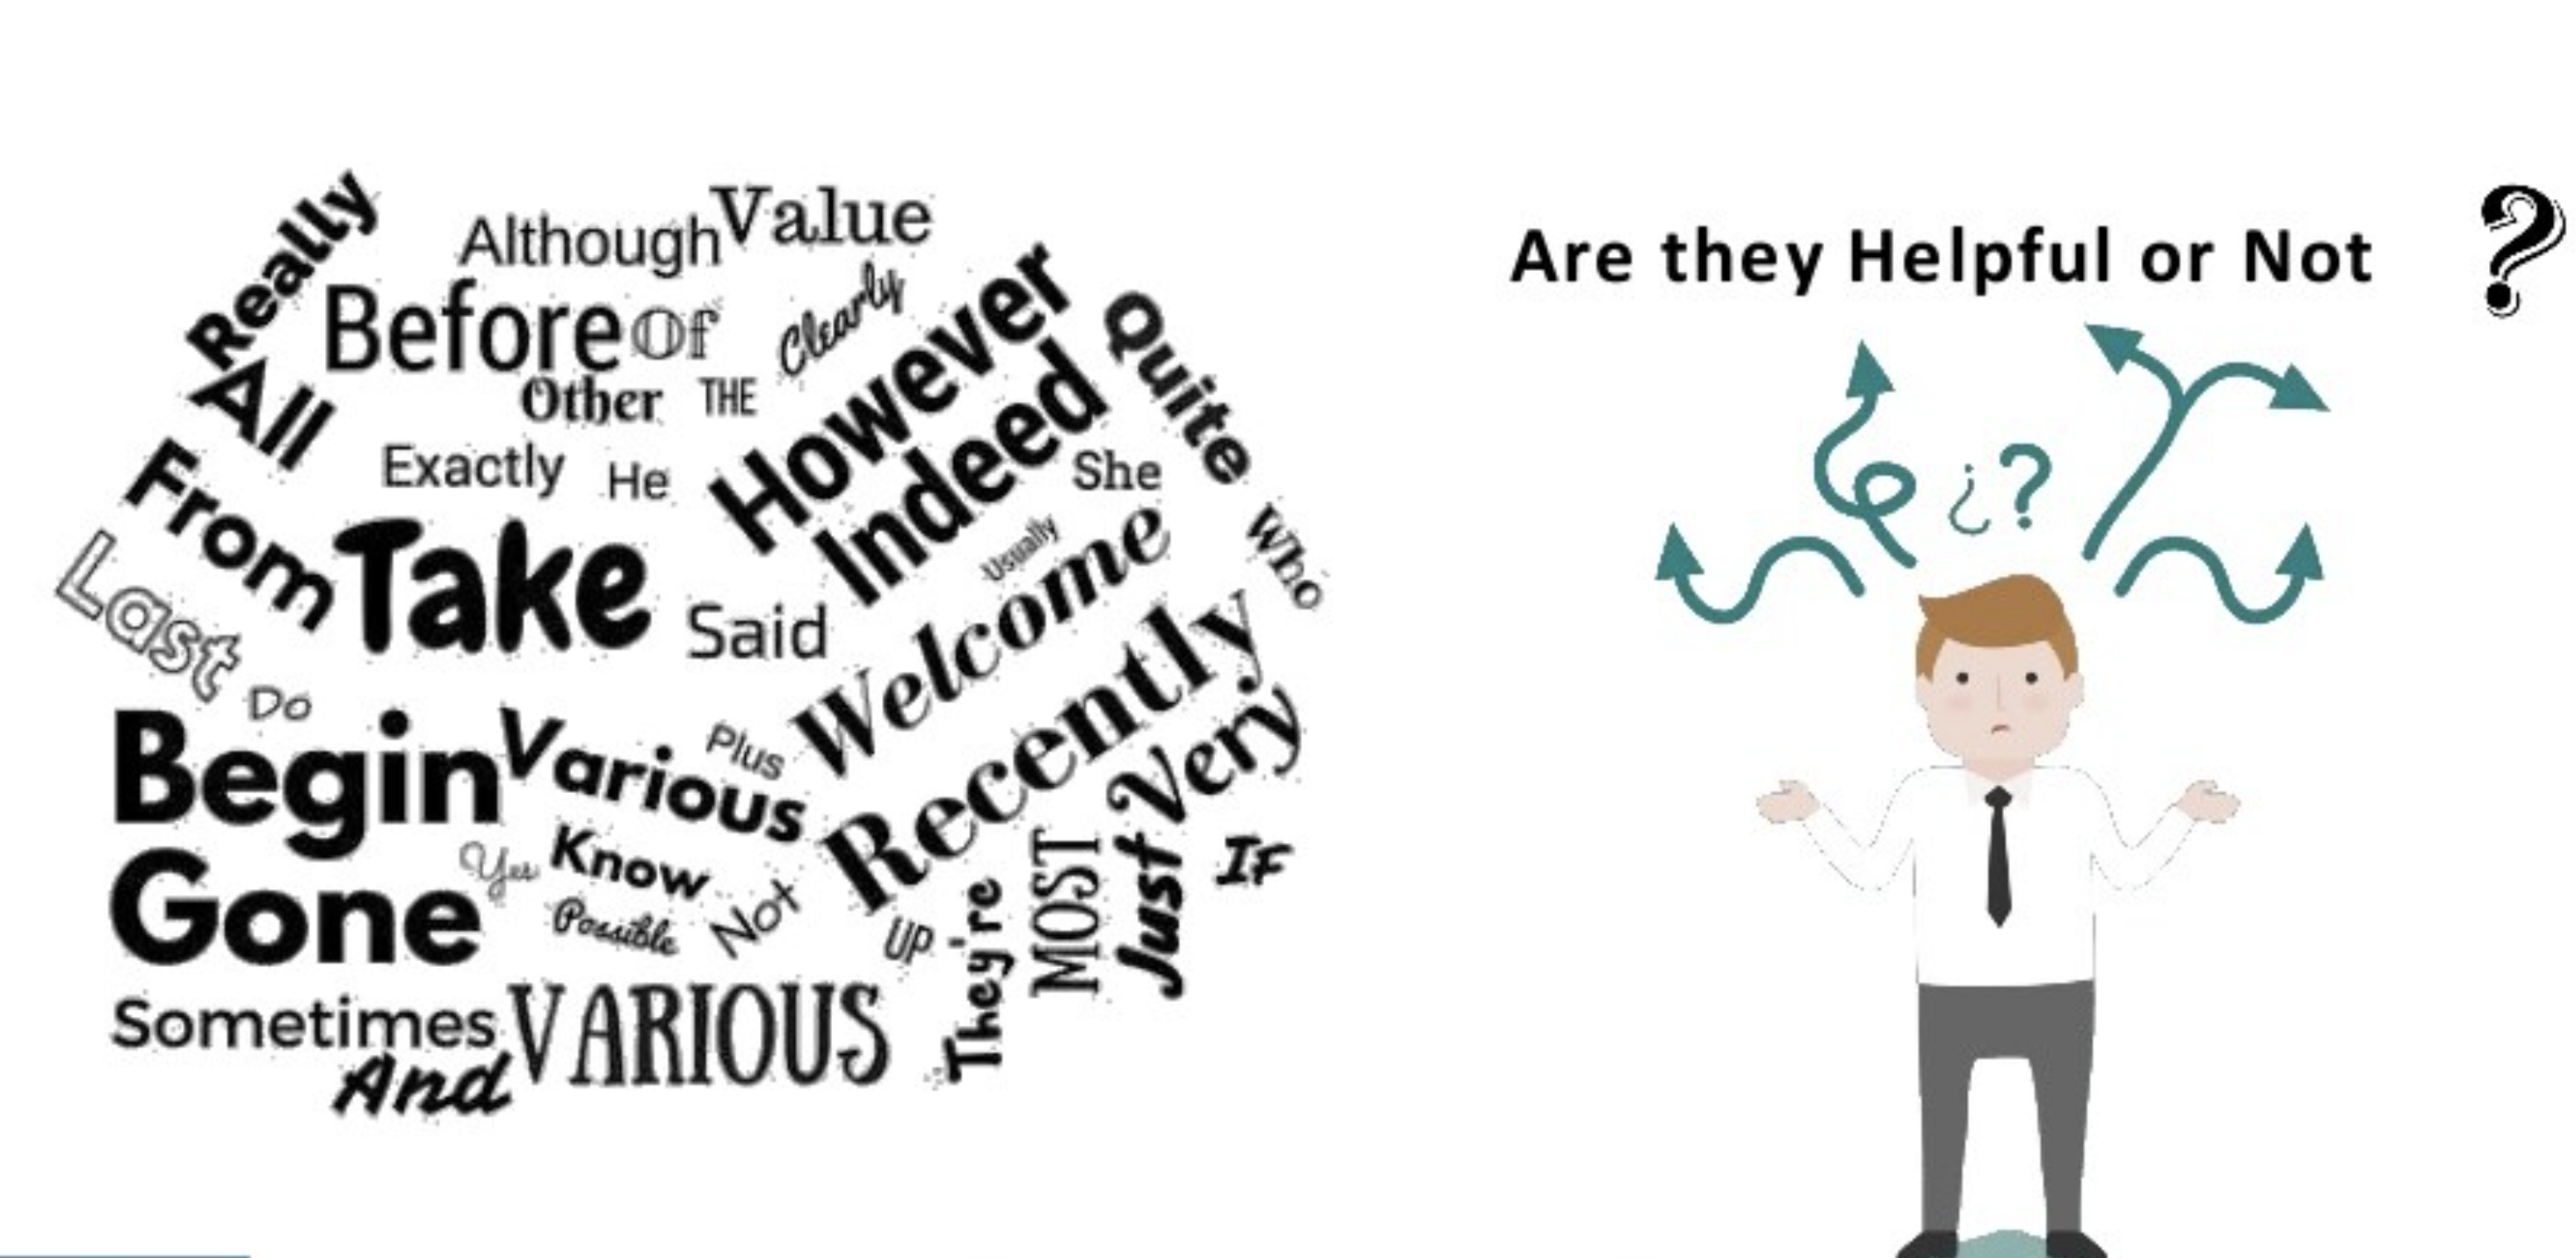 Really
Although
Value
Before
Of
Clearly
However
Quite
All
Other
THE
Indeed
From
Exactly
He
She
Usually
Who
Last
Take
Said
Welcome
Do
Recently
Begin
Various
Plus
Very
Gone
Yes
Know
Possible
Not
UP
They're
MOST
Just
IF
Sometimes
VARIOUS
And
Are they Helpful or Not ?
¿?